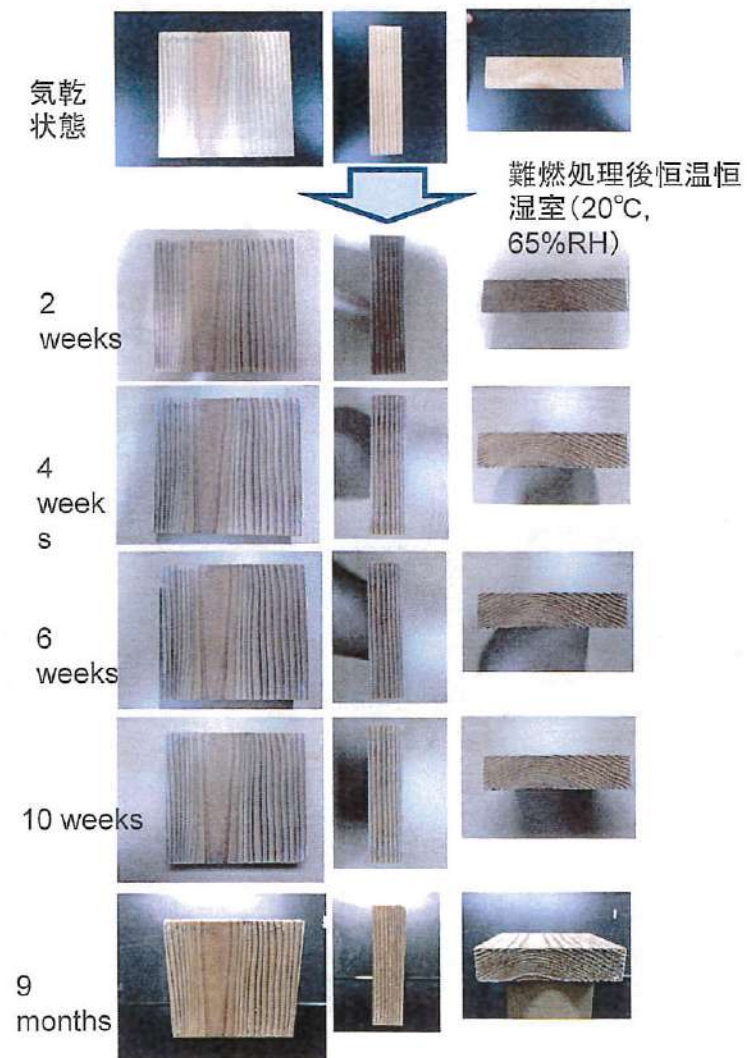 気乾
状態
難燃処理後恒温恒
湿室(20℃,
65%RH)
2
weeks
4
week
s
6
weeks
10 weeks
9
months